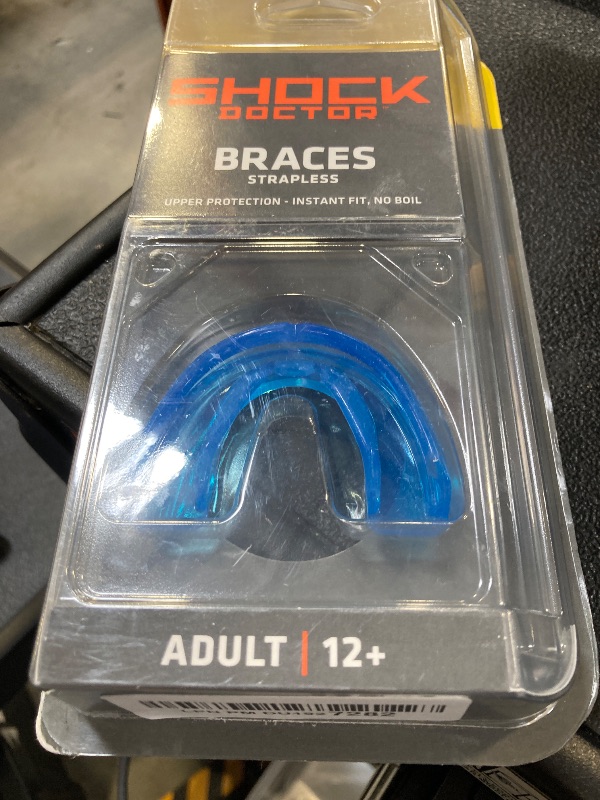 SHOCK
DOCTOR
BRACES
STRAPLESS
UPPER PROTECTION - INSTANT FIT, NO BOIL
ADULT | 12+